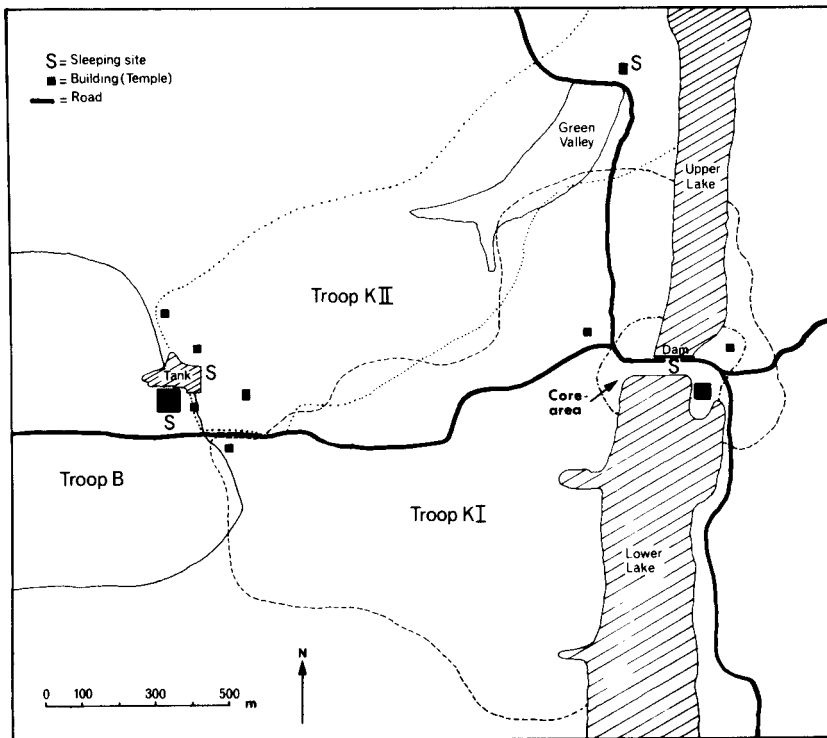 S = Sleeping site
■ = Building (Temple)
= Road
S
Green
Valley
Upper
Lake
Troop KII
Tank
S
S
Dam
S
Core
area
Troop B
Troop KI
Lower
Lake
N
0 100 300 500
m